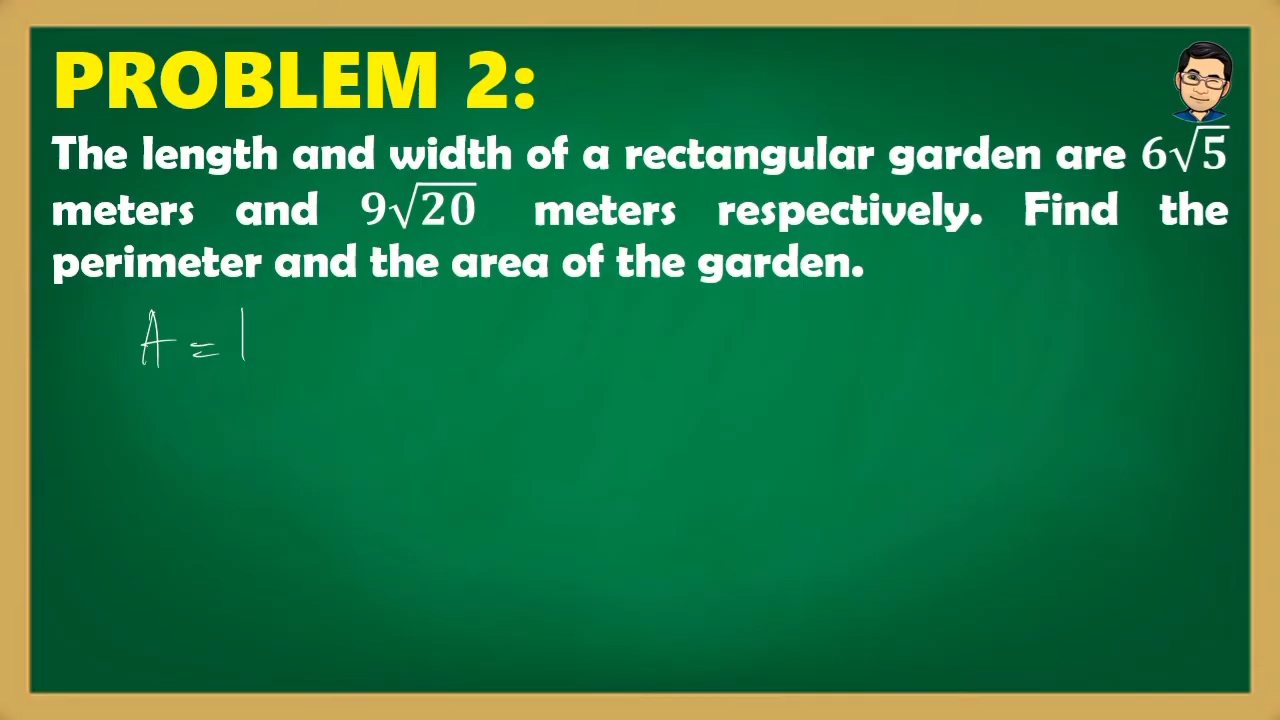 PROBLEM 2:
The length and width of a rectangular garden are 6√5
meters and 9√20 meters respectively. Find the
perimeter and the area of the garden.
A = l